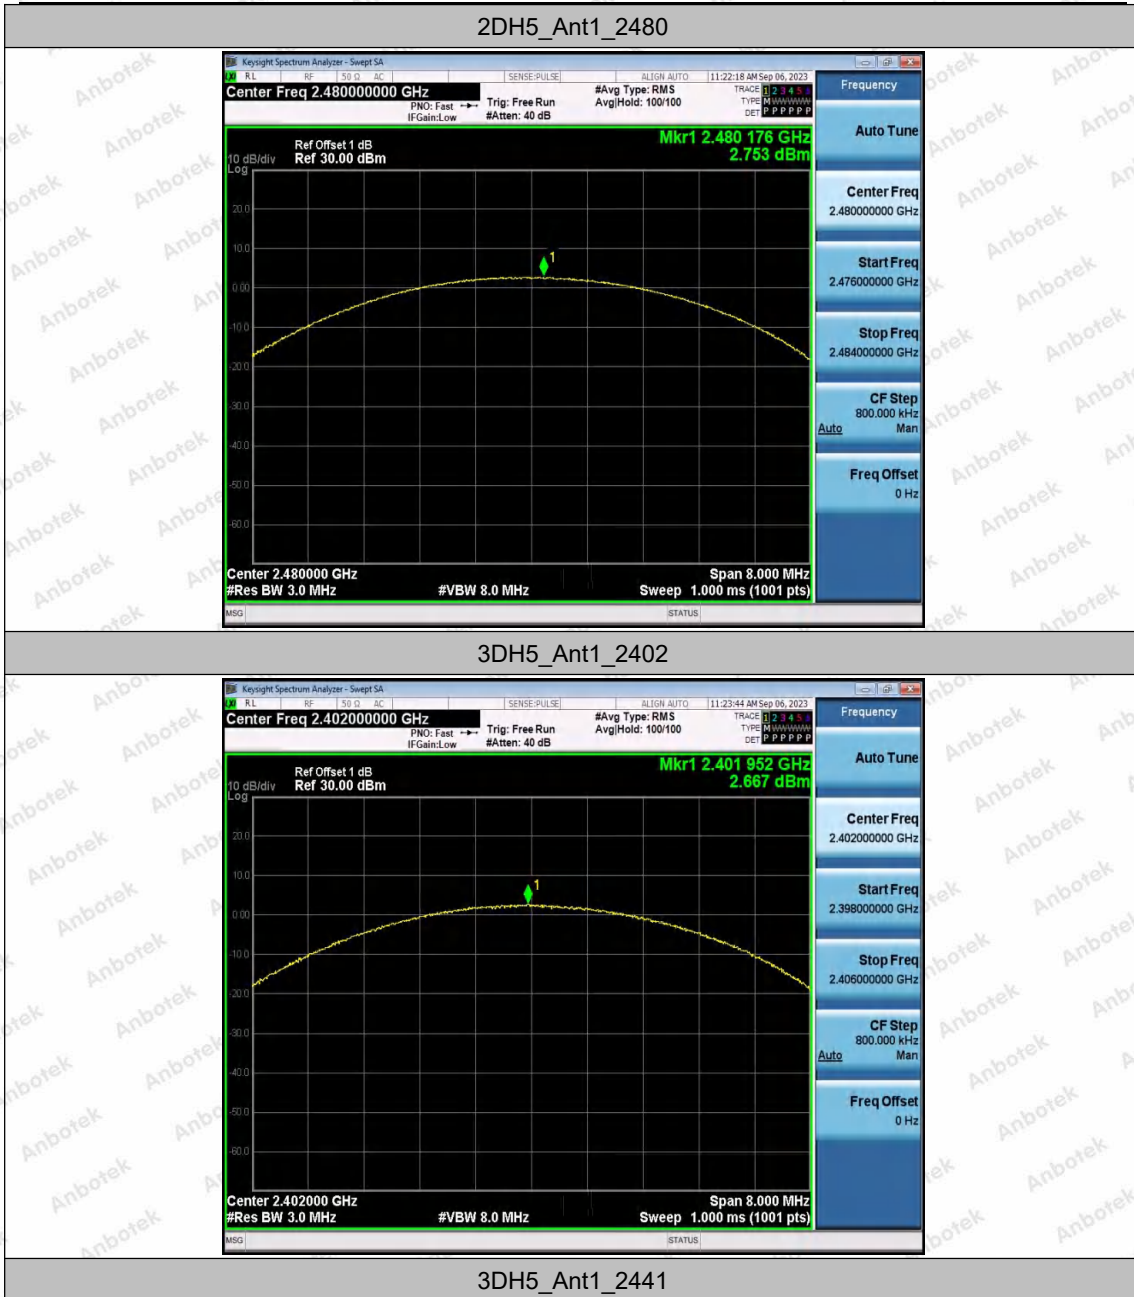 2DH5_Ant1_2480
Keysight Spectrum Analyzer - Swept SA
RL RF 50 Ω AC SENSE:PULSE ALIGN AUTO 11:22:18 AM Sep 06, 2023
Center Freq 2.480000000 GHz #Avg Type: RMS TRACE 1 2 3 4 5 6
PNO: Fast Trig: Free Run Avg|Hold: 100/100 TYPE M W W W W W
IFGain:Low #Atten: 40 dB DET P P P P P P
Mkr1 2.480 176 GHz
2.753 dBm
Ref Offset 1 dB
10 dB/div Ref 30.00 dBm
Log
20.0
10.0
0.00
-10.0
-20.0
-30.0
-40.0
-50.0
-60.0
1
Center 2.480000 GHz Span 8.000 MHz
#Res BW 3.0 MHz #VBW 8.0 MHz Sweep 1.000 ms (1001 pts)
MSG STATUS
Frequency
Auto Tune
Center Freq
2.480000000 GHz
Start Freq
2.476000000 GHz
Stop Freq
2.484000000 GHz
CF Step
800.000 kHz
Auto Man
Freq Offset
0 Hz
3DH5_Ant1_2402
Keysight Spectrum Analyzer - Swept SA
RL RF 50 Ω AC SENSE:PULSE ALIGN AUTO 11:23:44 AM Sep 06, 2023
Center Freq 2.402000000 GHz #Avg Type: RMS TRACE 1 2 3 4 5 6
PNO: Fast Trig: Free Run Avg|Hold: 100/100 TYPE M W W W W W
IFGain:Low #Atten: 40 dB DET P P P P P P
Mkr1 2.401 952 GHz
2.667 dBm
Ref Offset 1 dB
10 dB/div Ref 30.00 dBm
Log
20.0
10.0
0.00
-10.0
-20.0
-30.0
-40.0
-50.0
-60.0
1
Center 2.402000 GHz Span 8.000 MHz
#Res BW 3.0 MHz #VBW 8.0 MHz Sweep 1.000 ms (1001 pts)
MSG STATUS
Frequency
Auto Tune
Center Freq
2.402000000 GHz
Start Freq
2.398000000 GHz
Stop Freq
2.406000000 GHz
CF Step
800.000 kHz
Auto Man
Freq Offset
0 Hz
3DH5_Ant1_2441